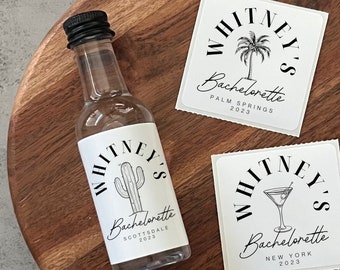 WHITNEY'S
Bachelorette
SCOTTSDALE
2023
WHITNEY'S
Bachelorette
PALM SPRINGS
2023
WHITNEY'S
Bachelorette
NEW YORK
2023